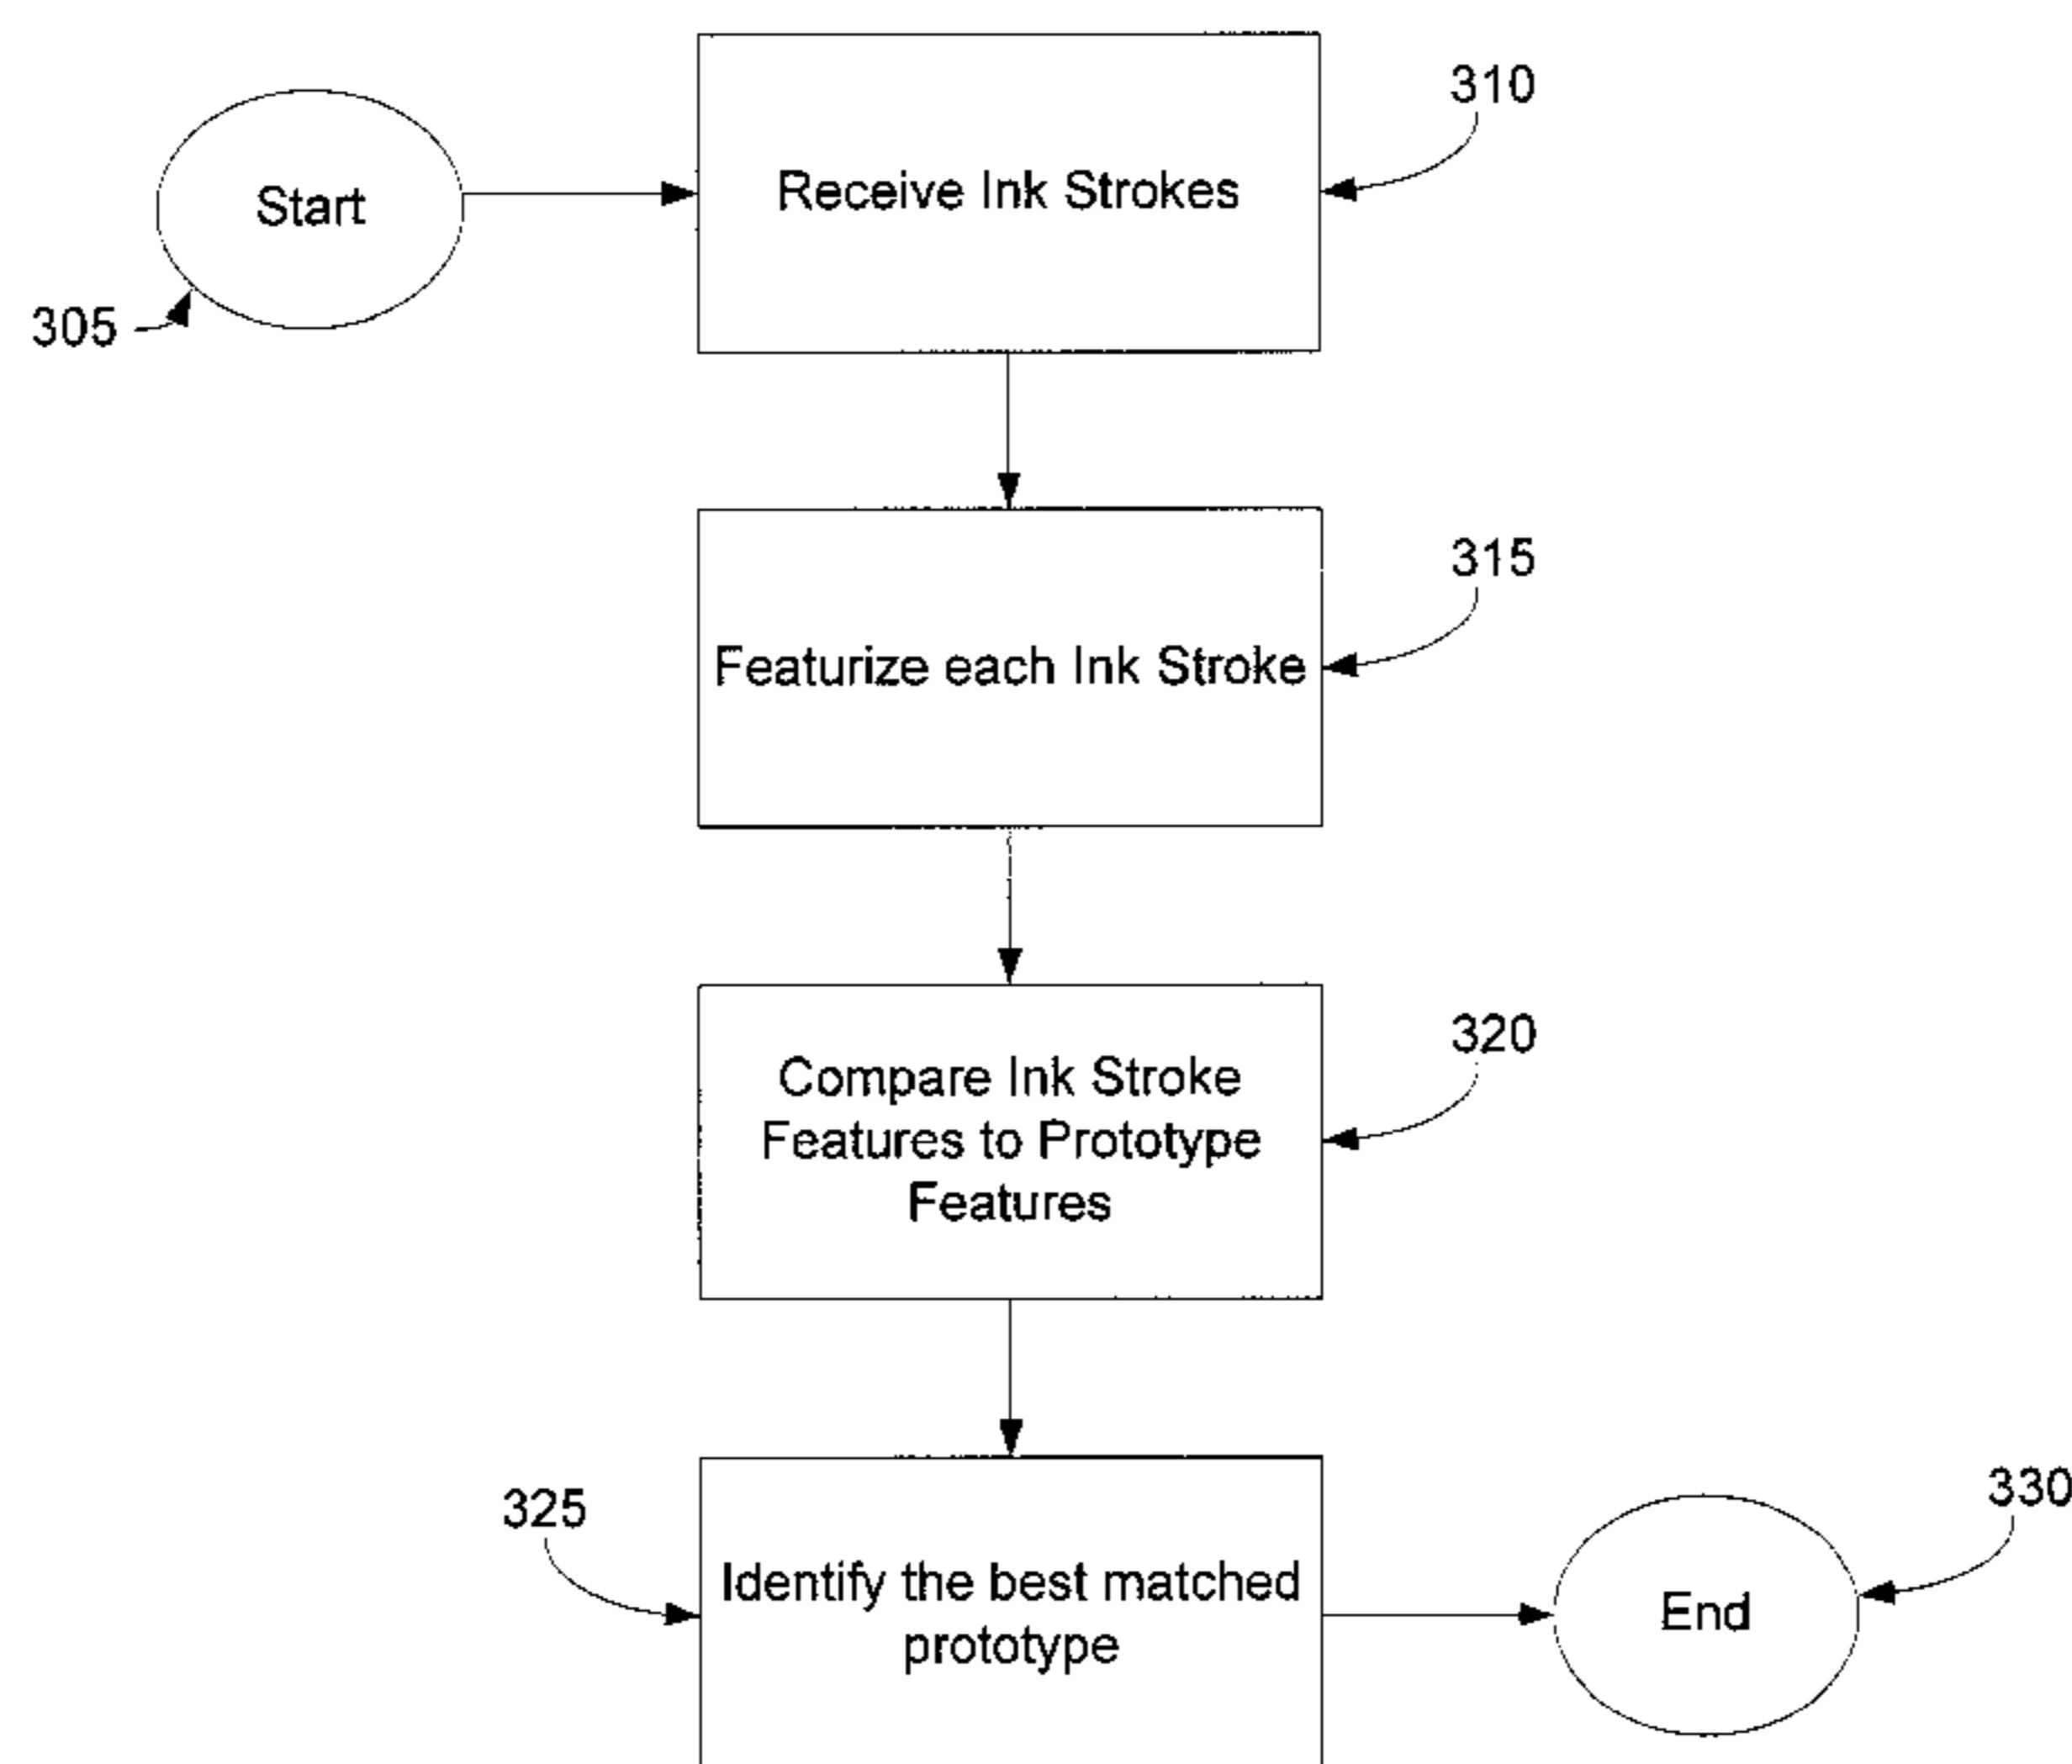 310
Start
Receive Ink Strokes
305
315
Featurize each Ink Stroke
320
Compare Ink Stroke
Features to Prototype
Features
325
330
Identify the best matched
prototype
End